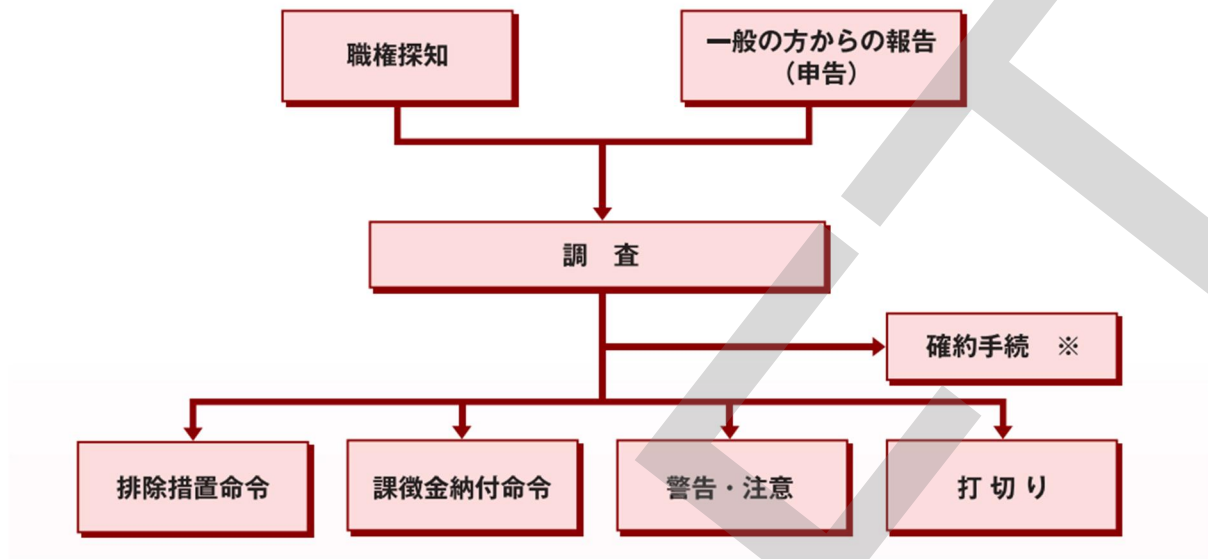 職権探知
一般の方からの報告
（申告）
調　査
確約手続　※
排除措置命令
課徴金納付命令
警告・注意
打 切 り